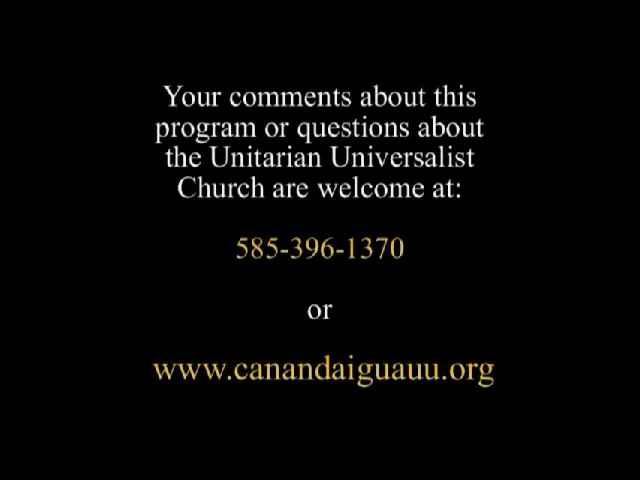 Your comments about this
program or questions about
the Unitarian Universalist
Church are welcome at:
585-396-1370
or
www.canandaiguauu.org